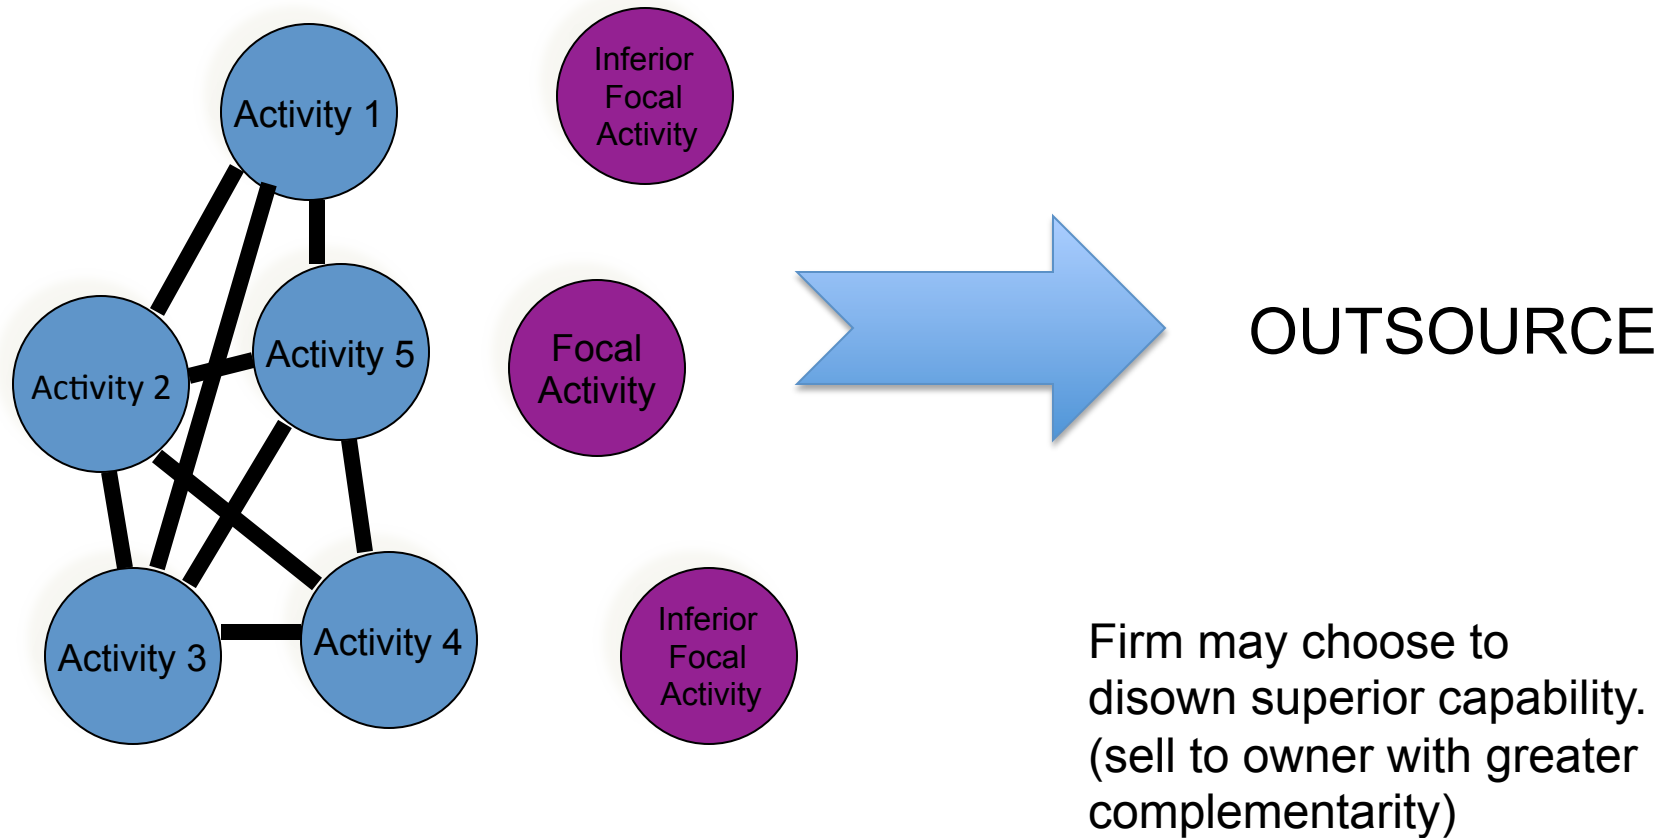 Activity 1
Inferior
Focal
Activity
Activity 2
Activity 5
Focal
Activity
OUTSOURCE
Activity 3
Activity 4
Inferior
Focal
Activity
Firm may choose to
disown superior capability.
(sell to owner with greater
complementarity)